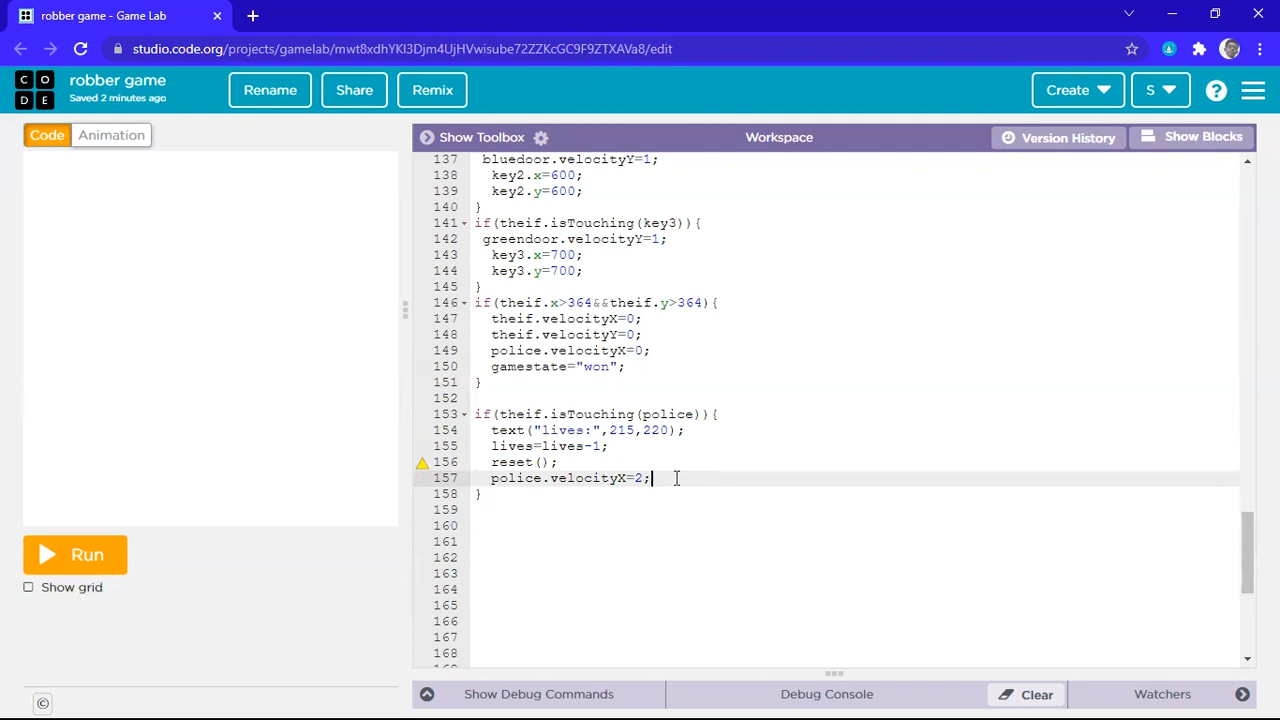 robber game - Game Lab
studio.code.org/projects/gamelab/mwt8xdhYKl3Djm4UjHVwisube72ZZKcGC9F9ZTXAVa8/edit
C O D E
robber game
Saved 2 minutes ago
Rename
Share
Remix
Create
S
?
Code
Animation
Show Toolbox
Workspace
Version History
Show Blocks
137 bluedoor.velocityY=1;
138 key2.x=600;
139 key2.y=600;
140 }
141 if(theif.isTouching(key3)){
142 greendoor.velocityY=1;
143 key3.x=700;
144 key3.y=700;
145 }
146 if(theif.x>364&&theif.y>364){
147 theif.velocityX=0;
148 theif.velocityY=0;
149 police.velocityX=0;
150 gamestate="won";
151 }
152
153 if(theif.isTouching(police)){
154 text("lives:",215,220);
155 lives=lives-1;
156 reset();
157 police.velocityX=2;
158 }
159
160
161
162
163
164
165
166
167
168
Run
Show grid
©
Show Debug Commands
Debug Console
Clear
Watchers